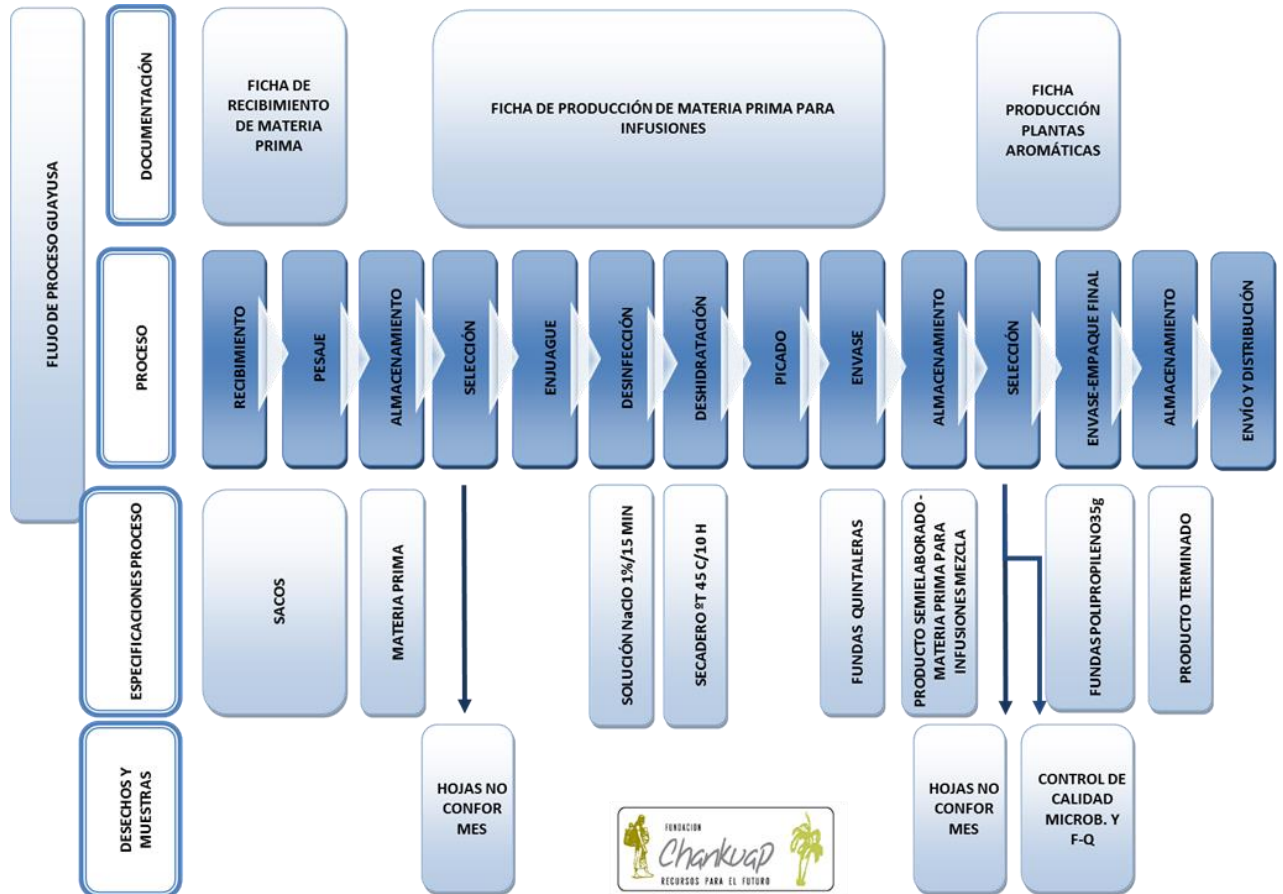 FLUJO DE PROCESO GUAYUSA
DOCUMENTACIÓN
FICHA DE
RECIBIMIENTO
DE MATERIA
PRIMA
FICHA DE PRODUCCIÓN DE MATERIA PRIMA PARA
INFUSIONES
FICHA
PRODUCCIÓN
PLANTAS
AROMÁTICAS
PROCESO
RECIBIMIENTO
PESAJE
ALMACENAMIENTO
SELECCIÓN
ENJUAGUE
DESINFECCIÓN
DESHIDRATACIÓN
PICADO
ENVASE
ALMACENAMIENTO
SELECCIÓN
ENVASE-EMPAQUE FINAL
ALMACENAMIENTO
ENVÍO Y DISTRIBUCIÓN
ESPECIFICACIONES PROCESO
SACOS
MATERIA PRIMA
SOLUCIÓN NaClO 1%/15 MIN
SECADERO ºT 45 C/10 H
FUNDAS QUINTALERAS
PRODUCTO SEMIELABORADO -
MATERIA PRIMA PARA
INFUSIONES MEZCLA
FUNDAS POLIPROPILENO35g
PRODUCTO TERMINADO
DESECHOS Y
MUESTRAS
HOJAS NO
CONFOR
MES
HOJAS NO
CONFOR
MES
CONTROL DE
CALIDAD
MICROB. Y
F-Q
FUNDACION
Chankuap
RECURSOS PARA EL FUTURO